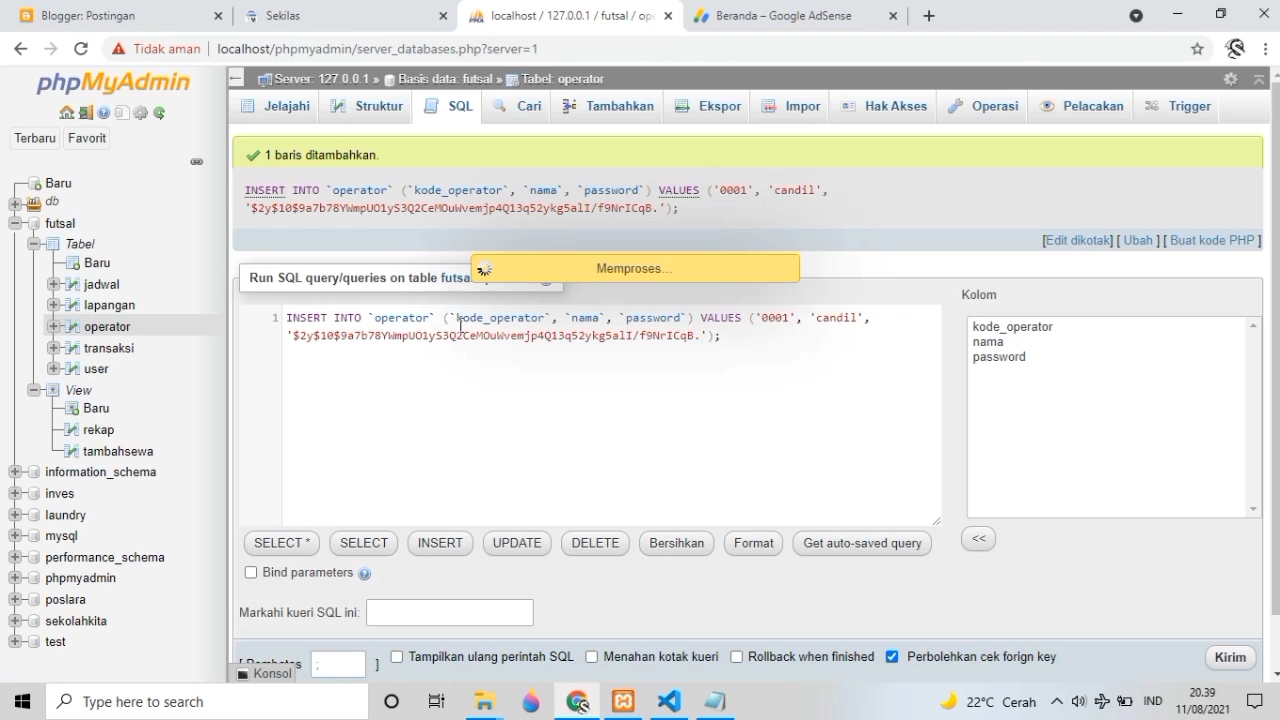 Blogger: Postingan
Sekilas
localhost / 127.0.0.1 / futsal / ope
Beranda – Google AdSense
Tidak aman
localhost/phpmyadmin/server_databases.php?server=1
phpMyAdmin
Terbaru
Favorit
Baru
db
futsal
Tabel
Baru
jadwal
lapangan
operator
transaksi
user
View
Baru
rekap
tambahsewa
information_schema
inves
laundry
mysql
performance_schema
phpmyadmin
poslara
sekolahkita
test
Server: 127.0.0.1 » Basis data: futsal » Tabel: operator
Jelajahi
Struktur
SQL
Cari
Tambahkan
Ekspor
Impor
Hak Akses
Operasi
Pelacakan
Trigger
1 baris ditambahkan.
INSERT INTO `operator` (`kode_operator`, `nama`, `password`) VALUES ('0001', 'candil',
'$2y$10$9a7b78YWmpUO1yS3Q2CeMOuWvemjp4Q13q52ykg5alI/f9NrICqB.');
[Edit dikotak] [ Ubah ] [ Buat kode PHP ]
Memproses...
Run SQL query/queries on table futsa
1
INSERT INTO `operator` (`kode_operator`, `nama`, `password`) VALUES ('0001', 'candil',
'$2y$10$9a7b78YWmpUO1yS3Q2CeMOuWvemjp4Q13q52ykg5alI/f9NrICqB.');
Kolom
kode_operator
nama
password
SELECT *
SELECT
INSERT
UPDATE
DELETE
Bersihkan
Format
Get auto-saved query
<<
Bind parameters
Markahi kueri SQL ini:
[ Pembatas ; ]
Tampilkan ulang perintah SQL
Menahan kotak kueri
Rollback when finished
Perbolehkan cek forign key
Kirim
Konsol
Type here to search
22°C Cerah
IND
20.39
11/08/2021